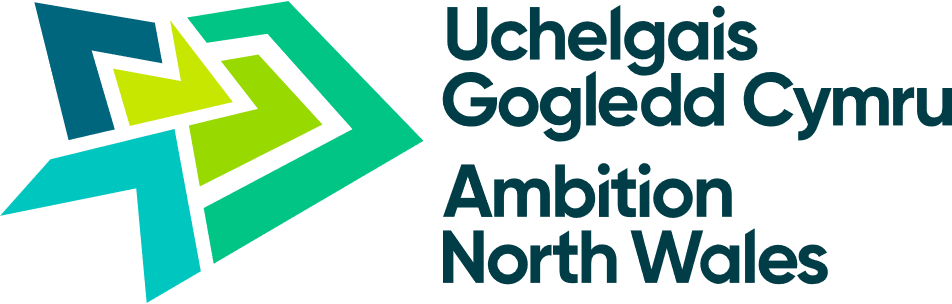 Uchelgais
Gogledd Cymru
Ambition
North Wales